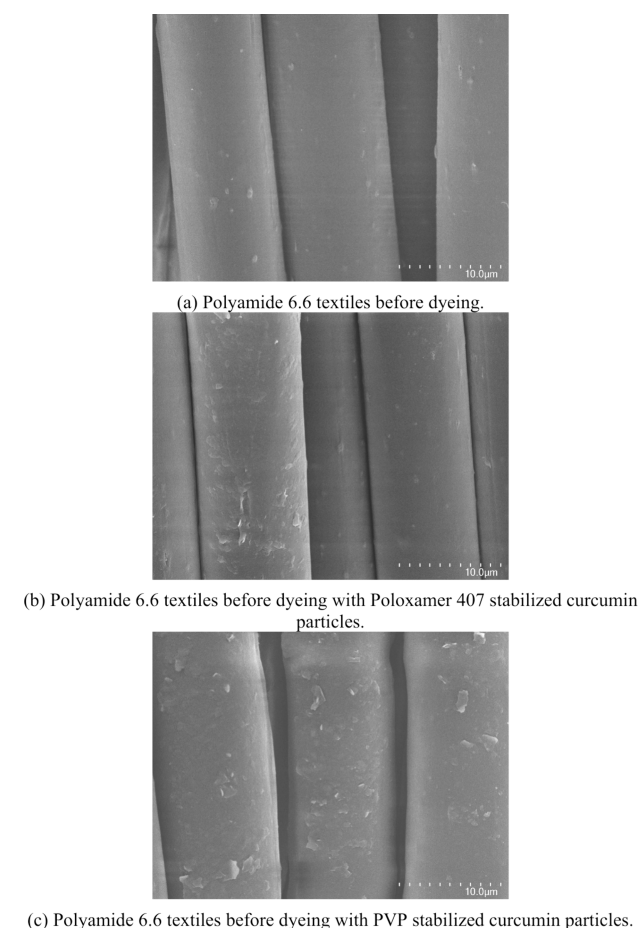 10.0μm
(a) Polyamide 6.6 textiles before dyeing.
10.0μm
(b) Polyamide 6.6 textiles before dyeing with Poloxamer 407 stabilized curcumin
particles.
10.0μm
(c) Polyamide 6.6 textiles before dyeing with PVP stabilized curcumin particles.